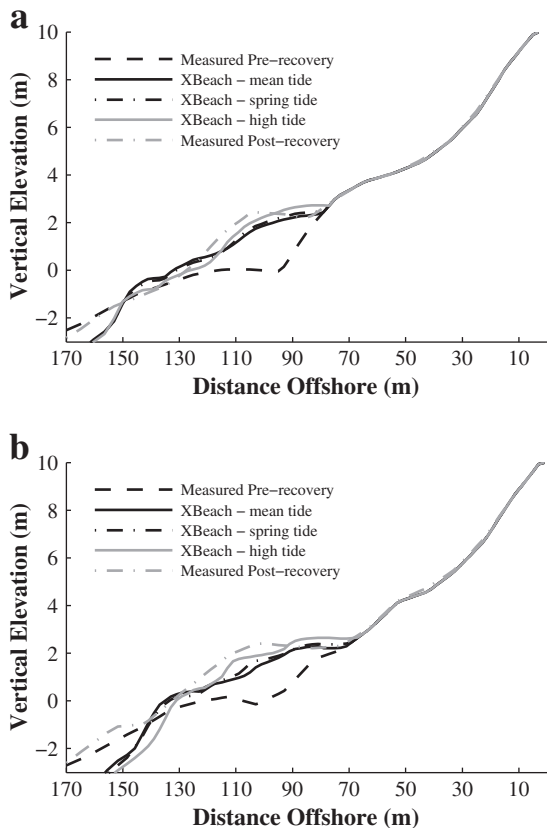 a
10
8
6
4
2
0
−2
Vertical Elevation (m)
Measured Pre−recovery
XBeach − mean tide
XBeach − spring tide
XBeach − high tide
Measured Post−recovery
170 150 130 110 90 70 50 30 10
Distance Offshore (m)
b
10
8
6
4
2
0
−2
Vertical Elevation (m)
Measured Pre−recovery
XBeach − mean tide
XBeach − spring tide
XBeach − high tide
Measured Post−recovery
170 150 130 110 90 70 50 30 10
Distance Offshore (m)